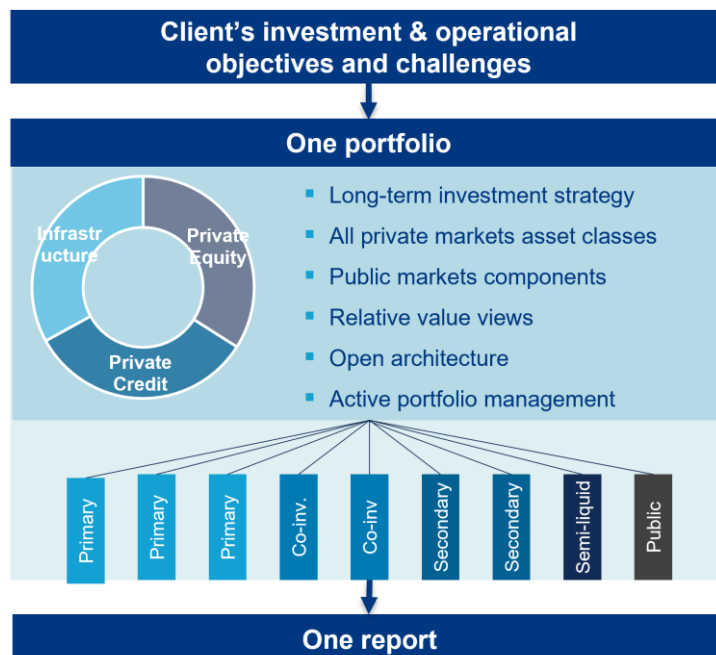 Client’s investment & operational
objectives and challenges
One portfolio
Infrastr
ucture
Private
Equity
Private
Credit
Long-term investment strategy
All private markets asset classes
Public markets components
Relative value views
Open architecture
Active portfolio management
Primary
Primary
Primary
Co-inv.
Co-inv
Secondary
Secondary
Semi-liquid
Public
One report